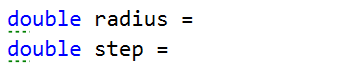 double radius =
double step =